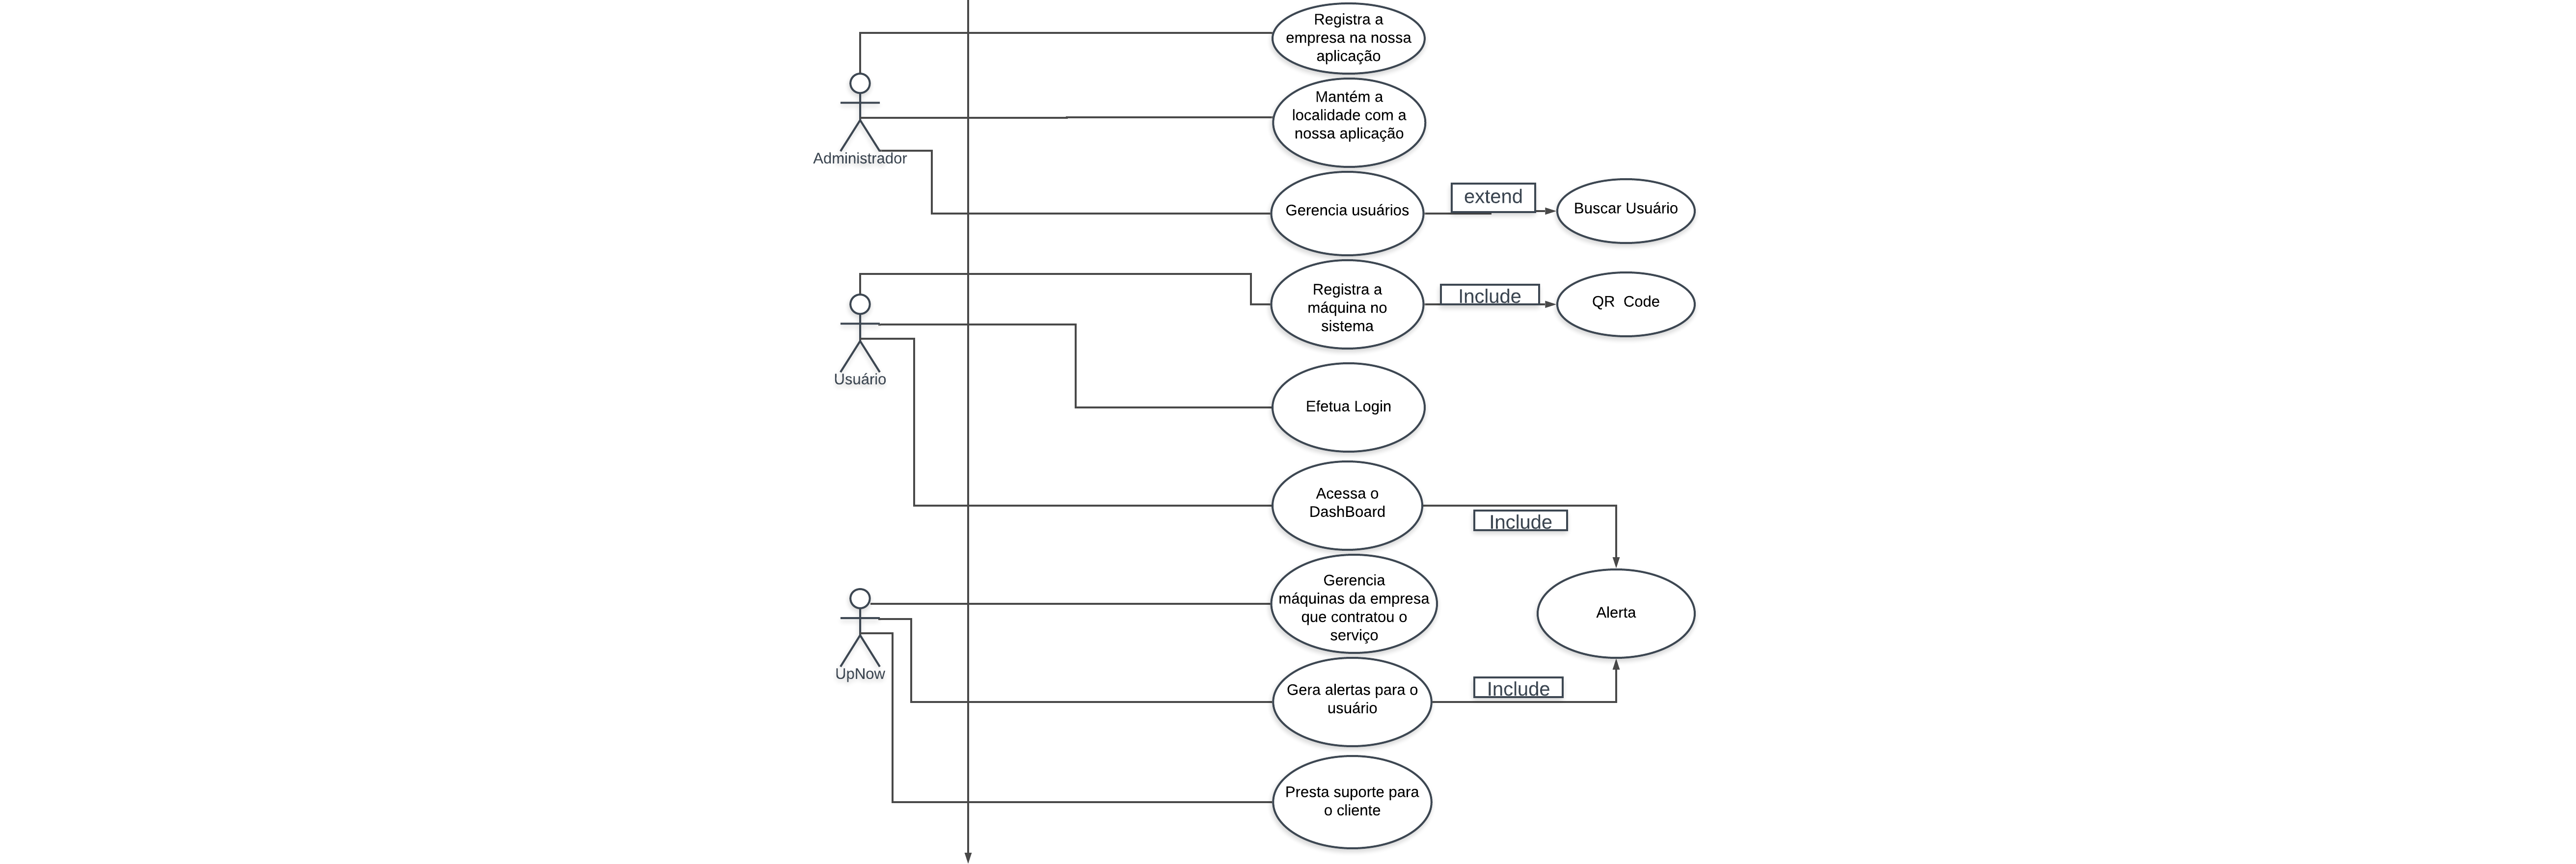 Registra a
empresa na nossa
aplicação
Mantém a
localidade com a
nossa aplicação
Administrador
Gerencia usuários
extend
Buscar Usuário
Registra a
máquina no
sistema
Include
QR  Code
Usuário
Efetua Login
Acessa o
DashBoard
Include
Gerencia
máquinas da empresa
que contratou o
serviço
Alerta
UpNow
Gera alertas para o
usuário
Include
Presta suporte para
o cliente